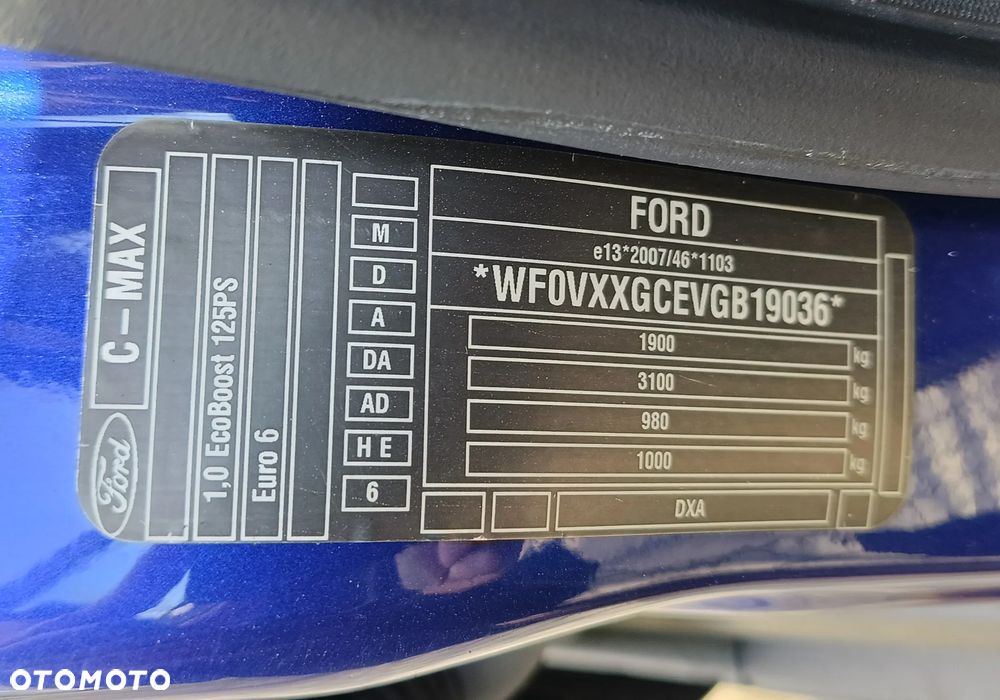 C-MAX
Ford
1,0 EcoBoost 125PS
Euro 6
M
D
A
DA
AD
HE
6
FORD
e13*2007/46*1103
*WF0VXXGCEVGB19036*
1900 kg
3100 kg
980 kg
1000 kg
DXA
OTOMOTO